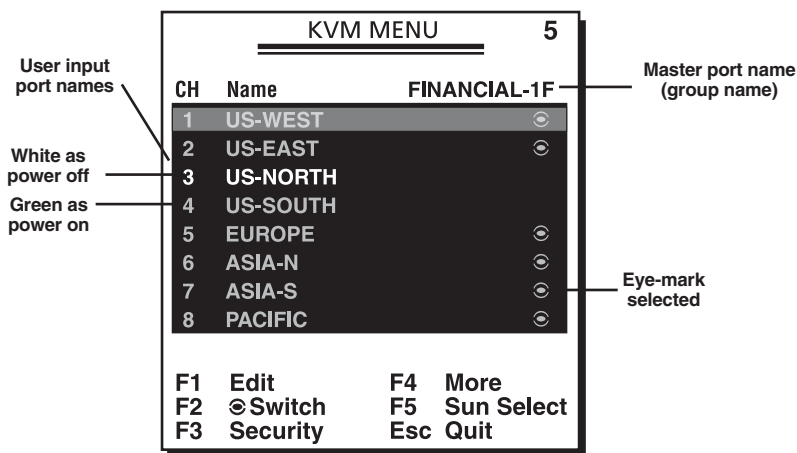 KVM MENU 5
CH Name FINANCIAL-1F
1 US-WEST
2 US-EAST
3 US-NORTH
4 US-SOUTH
5 EUROPE
6 ASIA-N
7 ASIA-S
8 PACIFIC
F1 Edit F4 More
F2 Switch F5 Sun Select
F3 Security Esc Quit
User input
port names
White as
power off
Green as
power on
Master port name
(group name)
Eye-mark
selected